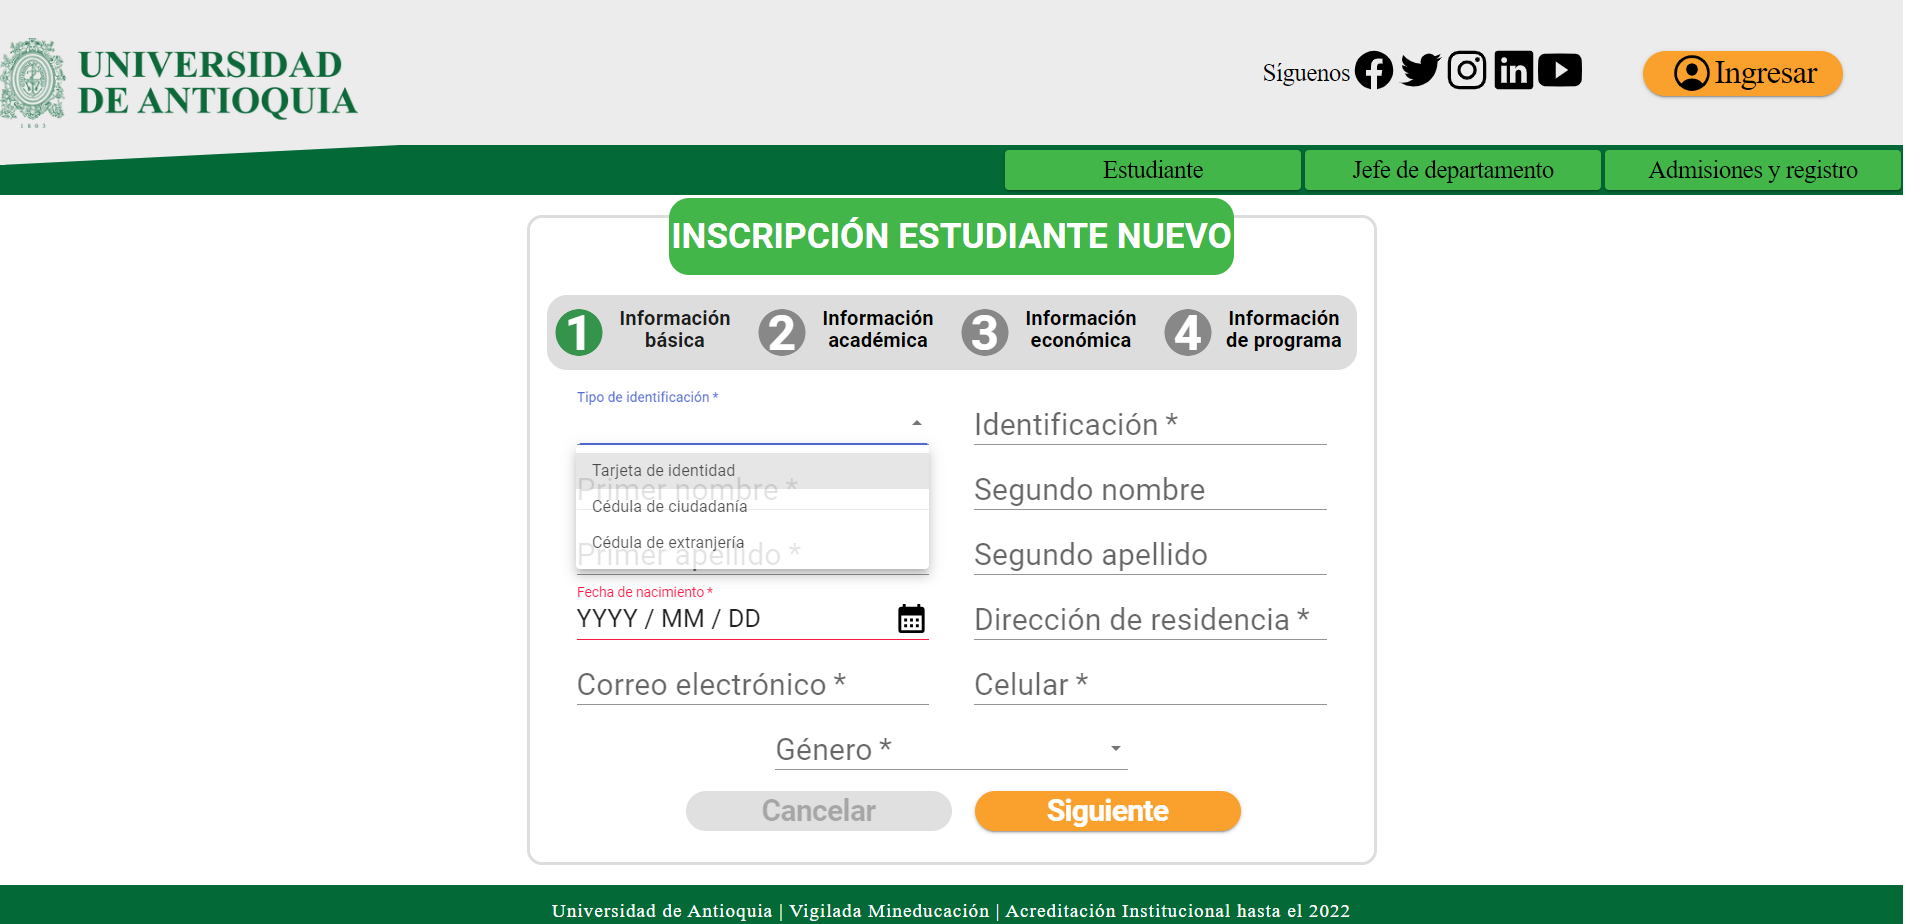 UNIVERSIDAD
DE ANTIOQUIA
1803
Síguenos
Ingresar
Estudiante
Jefe de departamento
Admisiones y registro
INSCRIPCIÓN ESTUDIANTE NUEVO
1 Información básica
2 Información académica
3 Información económica
4 Información de programa
Tipo de identificación *
Identificación *
Tarjeta de identidad
Primer nombre *
Segundo nombre
Cédula de ciudadanía
Cédula de extranjería
Primer apellido *
Segundo apellido
Fecha de nacimiento *
YYYY / MM / DD
Dirección de residencia *
Correo electrónico *
Celular *
Género *
Cancelar
Siguiente
Universidad de Antioquia | Vigilada Mineducación | Acreditación Institucional hasta el 2022